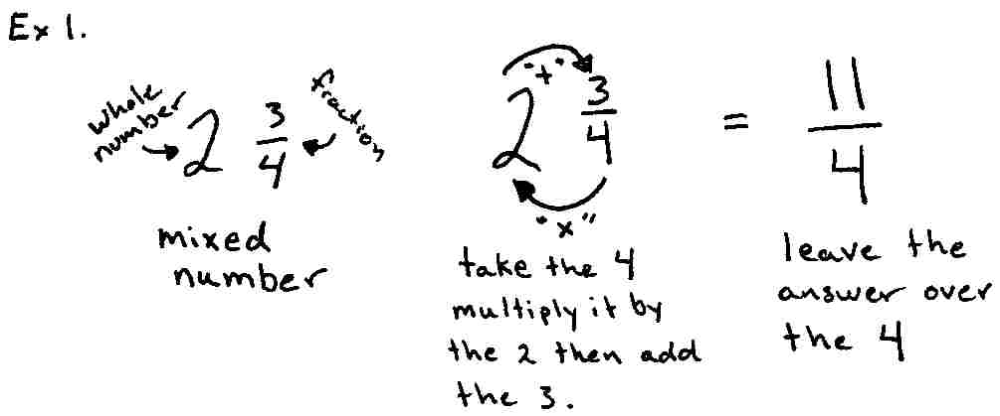 Ex 1.
whole
number
2 3/4
fraction
mixed
number
"+"
2 3/4 = 11/4
"x"
take the 4
multiply it by
the 2 then add
the 3.
leave the
answer over
the 4